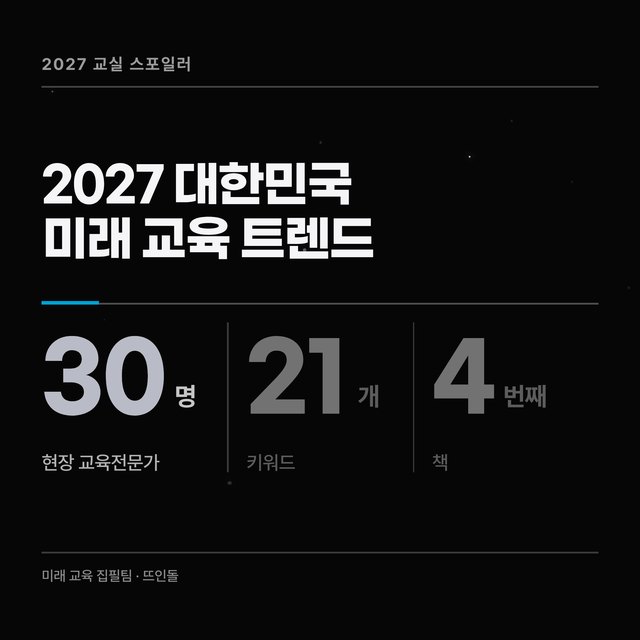 2027 교실 스포일러
2027 대한민국
미래 교육 트렌드
30 명
현장 교육전문가
21 개
키워드
4 번째
책
미래 교육 집필팀 · 뜨인돌